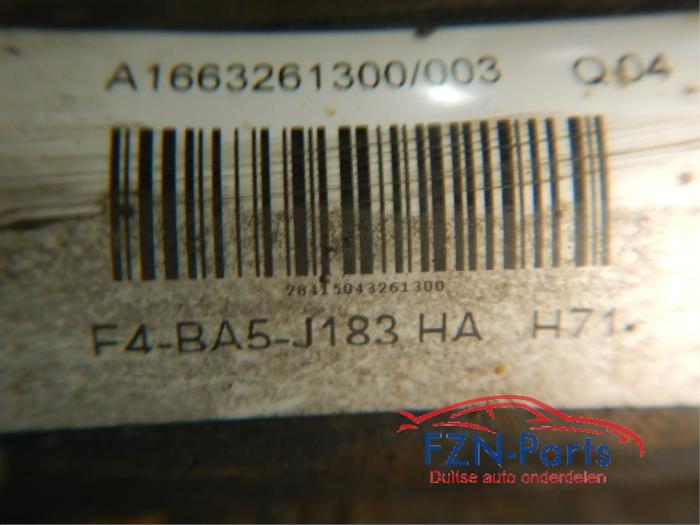 A1663261300/003 Q04
28415043261300
F4-BA5-J183 HA H71
FZN-Parts
Duitse auto onderdelen